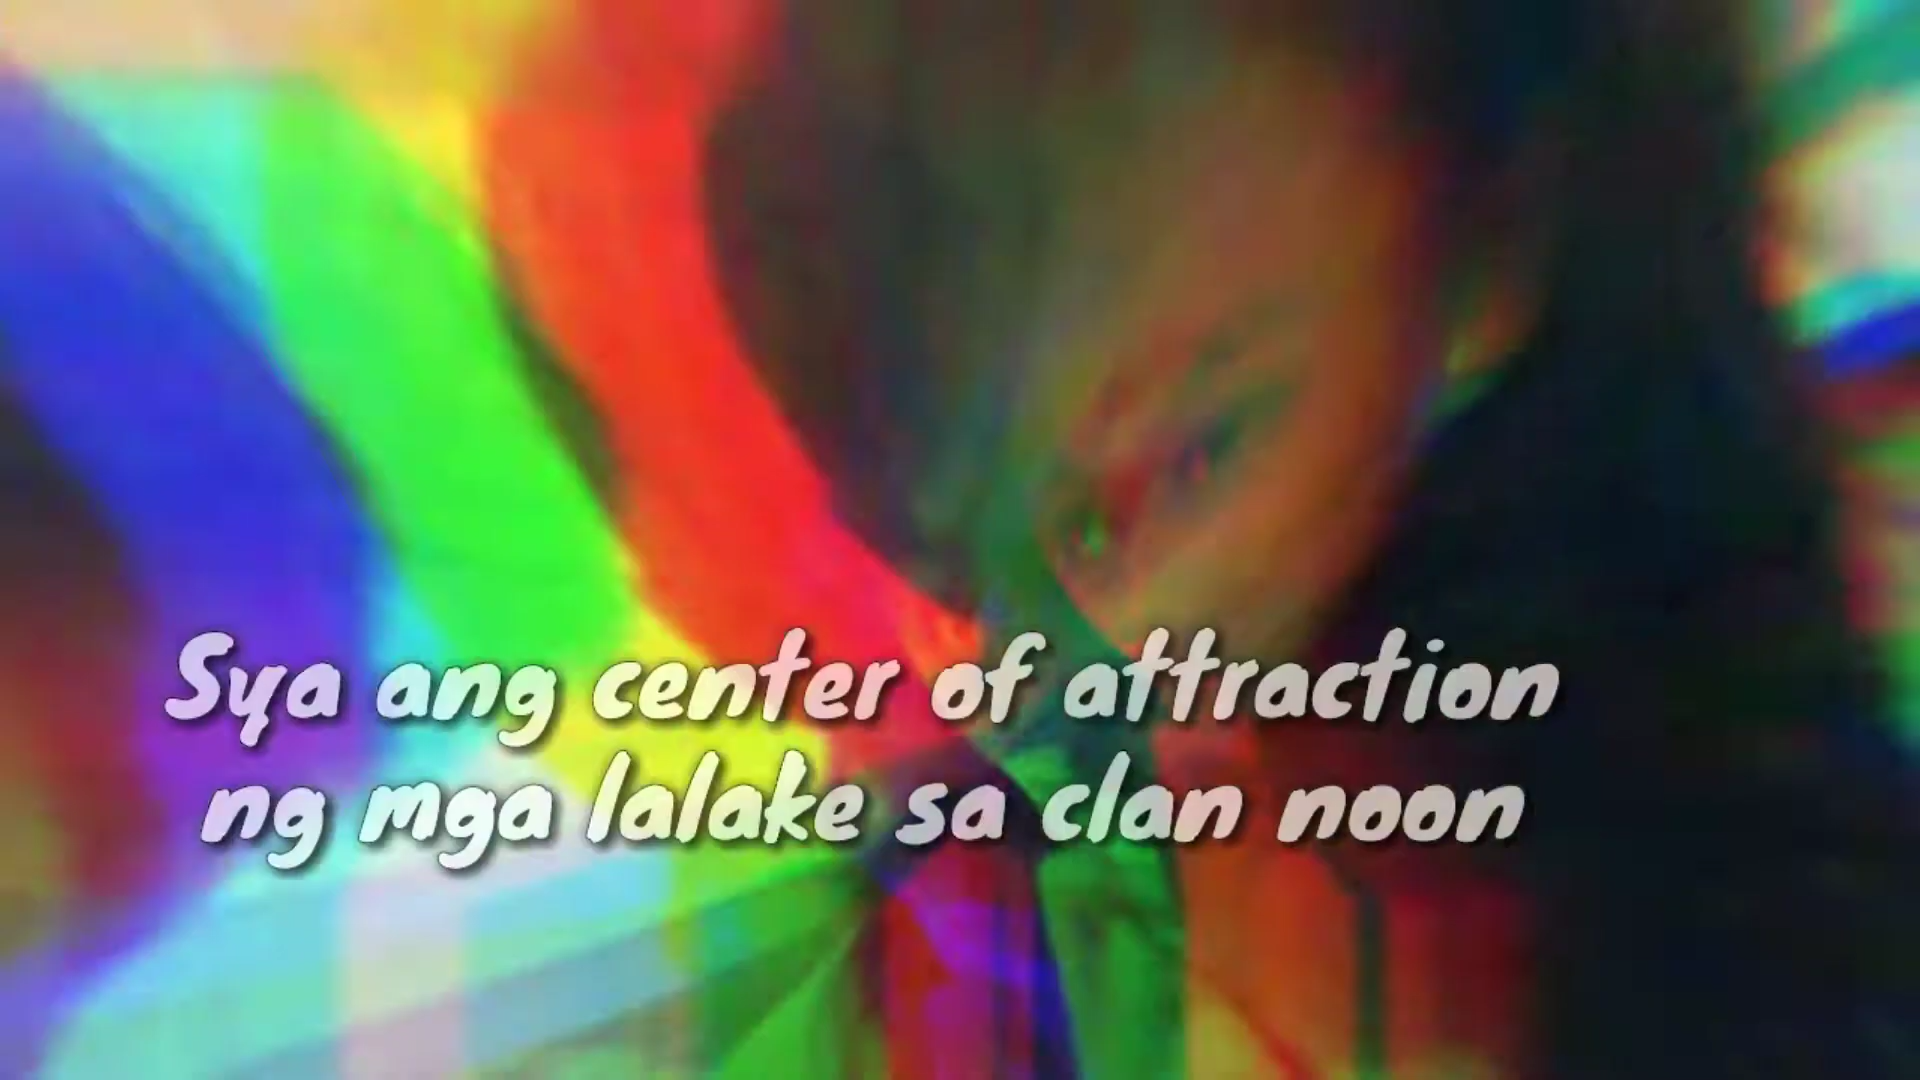 Sya ang center of attraction
ng mga lalake sa clan noon